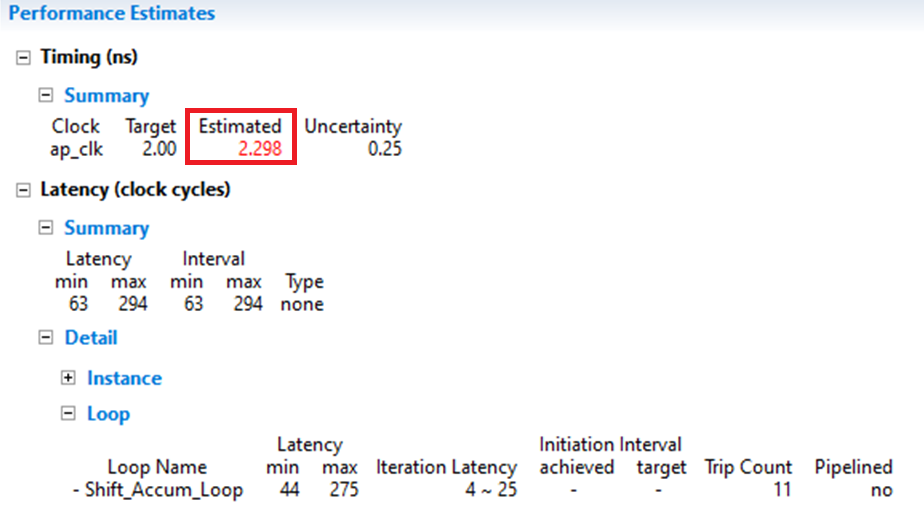 Performance Estimates
Timing (ns)
Summary
Clock Target Estimated Uncertainty
ap_clk 2.00 2.298 0.25
Latency (clock cycles)
Summary
Latency Interval
min max min max Type
63 294 63 294 none
Detail
Instance
Loop
Latency Initiation Interval
Loop Name min max Iteration Latency achieved target Trip Count Pipelined
- Shift_Accum_Loop 44 275 4 ~ 25 - - 11 no